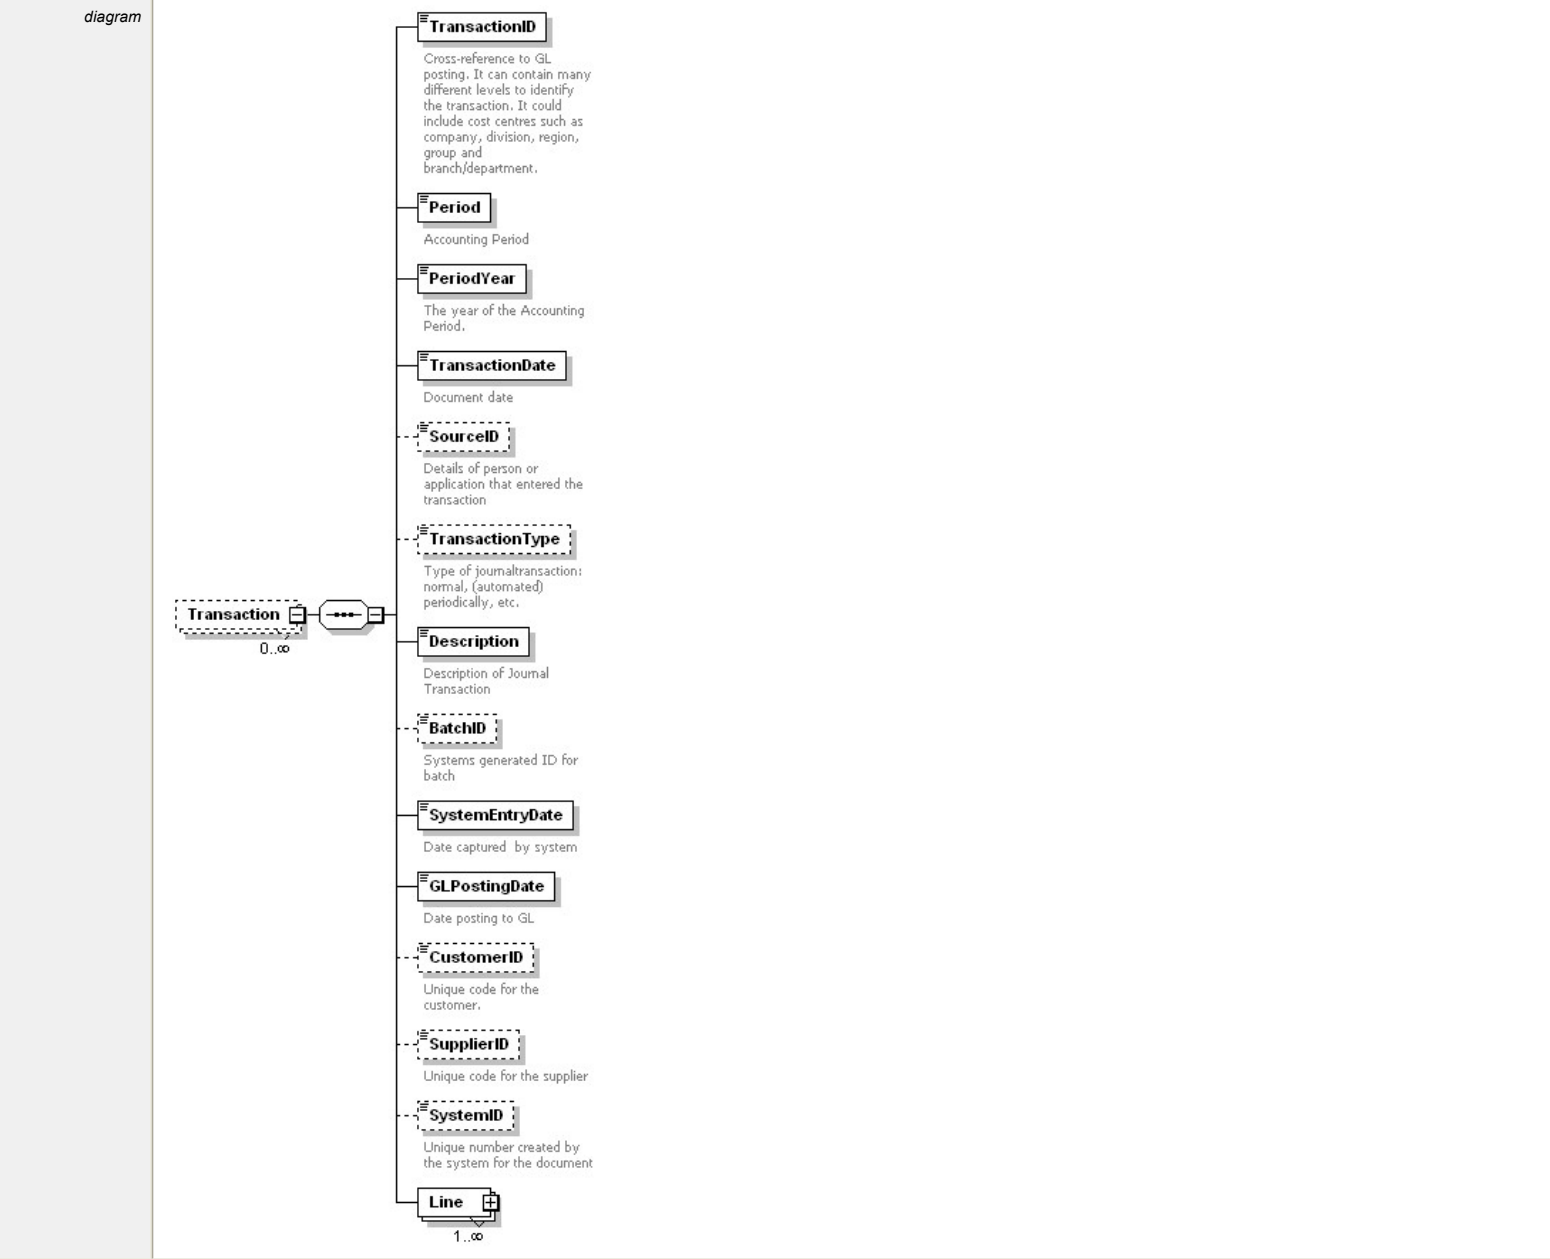 diagram
TransactionID
Cross-reference to GL
posting. It can contain many
different levels to identify
the transaction. It could
include cost centres such as
company, division, region,
group and
branch/department.
Period
Accounting Period
PeriodYear
The year of the Accounting
Period.
TransactionDate
Document date
SourceID
Details of person or
application that entered the
transaction
TransactionType
Type of journaltransaction:
normal, (automated)
periodically, etc.
Transaction
0..∞
Description
Description of Journal
Transaction
BatchID
Systems generated ID for
batch
SystemEntryDate
Date captured  by system
GLPostingDate
Date posting to GL
CustomerID
Unique code for the
customer.
SupplierID
Unique code for the supplier
SystemID
Unique number created by
the system for the document
Line
1..∞